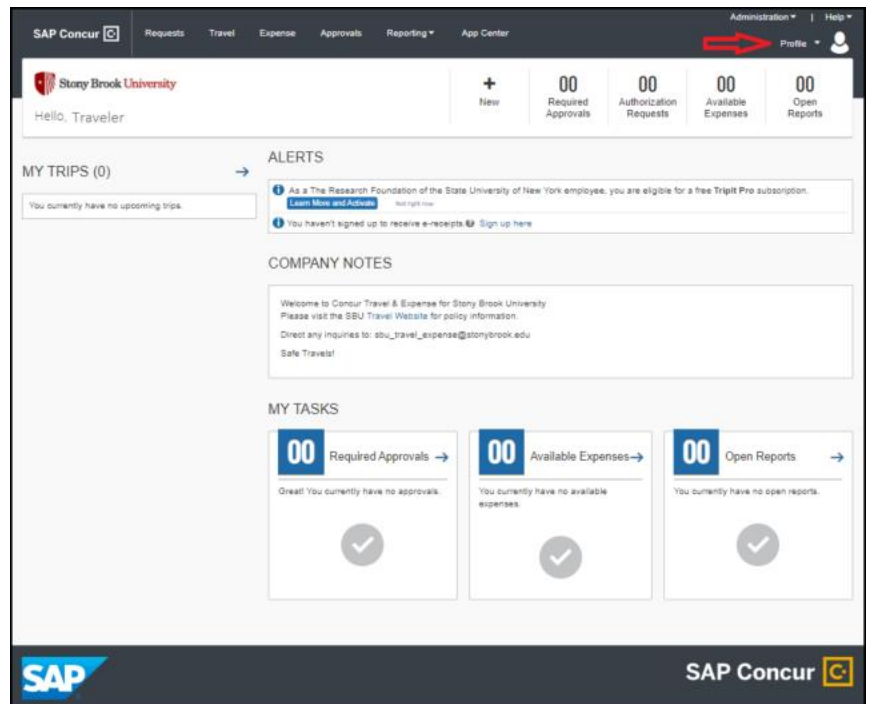 Administration | Help
SAP Concur C Requests Travel Expense Approvals Reporting App Center
Profile
Stony Brook University
Hello, Traveler
+ New
00 Required Approvals
00 Authorization Requests
00 Available Expenses
00 Open Reports
MY TRIPS (0)
You currently have no upcoming trips.
ALERTS
As a The Research Foundation of the State University of New York employee, you are eligible for a free TripIt Pro subscription.
Learn More and Activate Not right now
You haven't signed up to receive e-receipts. Sign up here
COMPANY NOTES
Welcome to Concur Travel & Expense for Stony Brook University
Please visit the SBU Travel Website for policy information.
Direct any inquiries to: sbu_travel_expense@stonybrook.edu
Safe Travels!
MY TASKS
00 Required Approvals
Great! You currently have no approvals.
00 Available Expenses
You currently have no available
expenses.
00 Open Reports
You currently have no open reports.
SAP
SAP Concur C